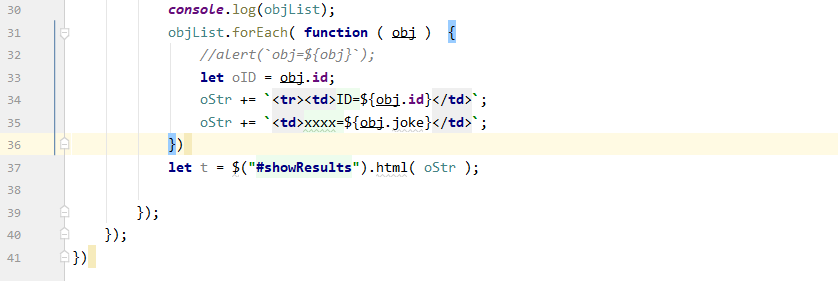 30 console.log(objList);
31 objList.forEach( function ( obj ) {
32 //alert(`obj=${obj}`);
33 let oID = obj.id;
34 oStr += `<tr><td>ID=${obj.id}</td>`;
35 oStr += `<td>xxxx=${obj.joke}</td>`;
36 })
37 let t = $("#showResults").html( oStr );
38
39 });
40 });
41 })